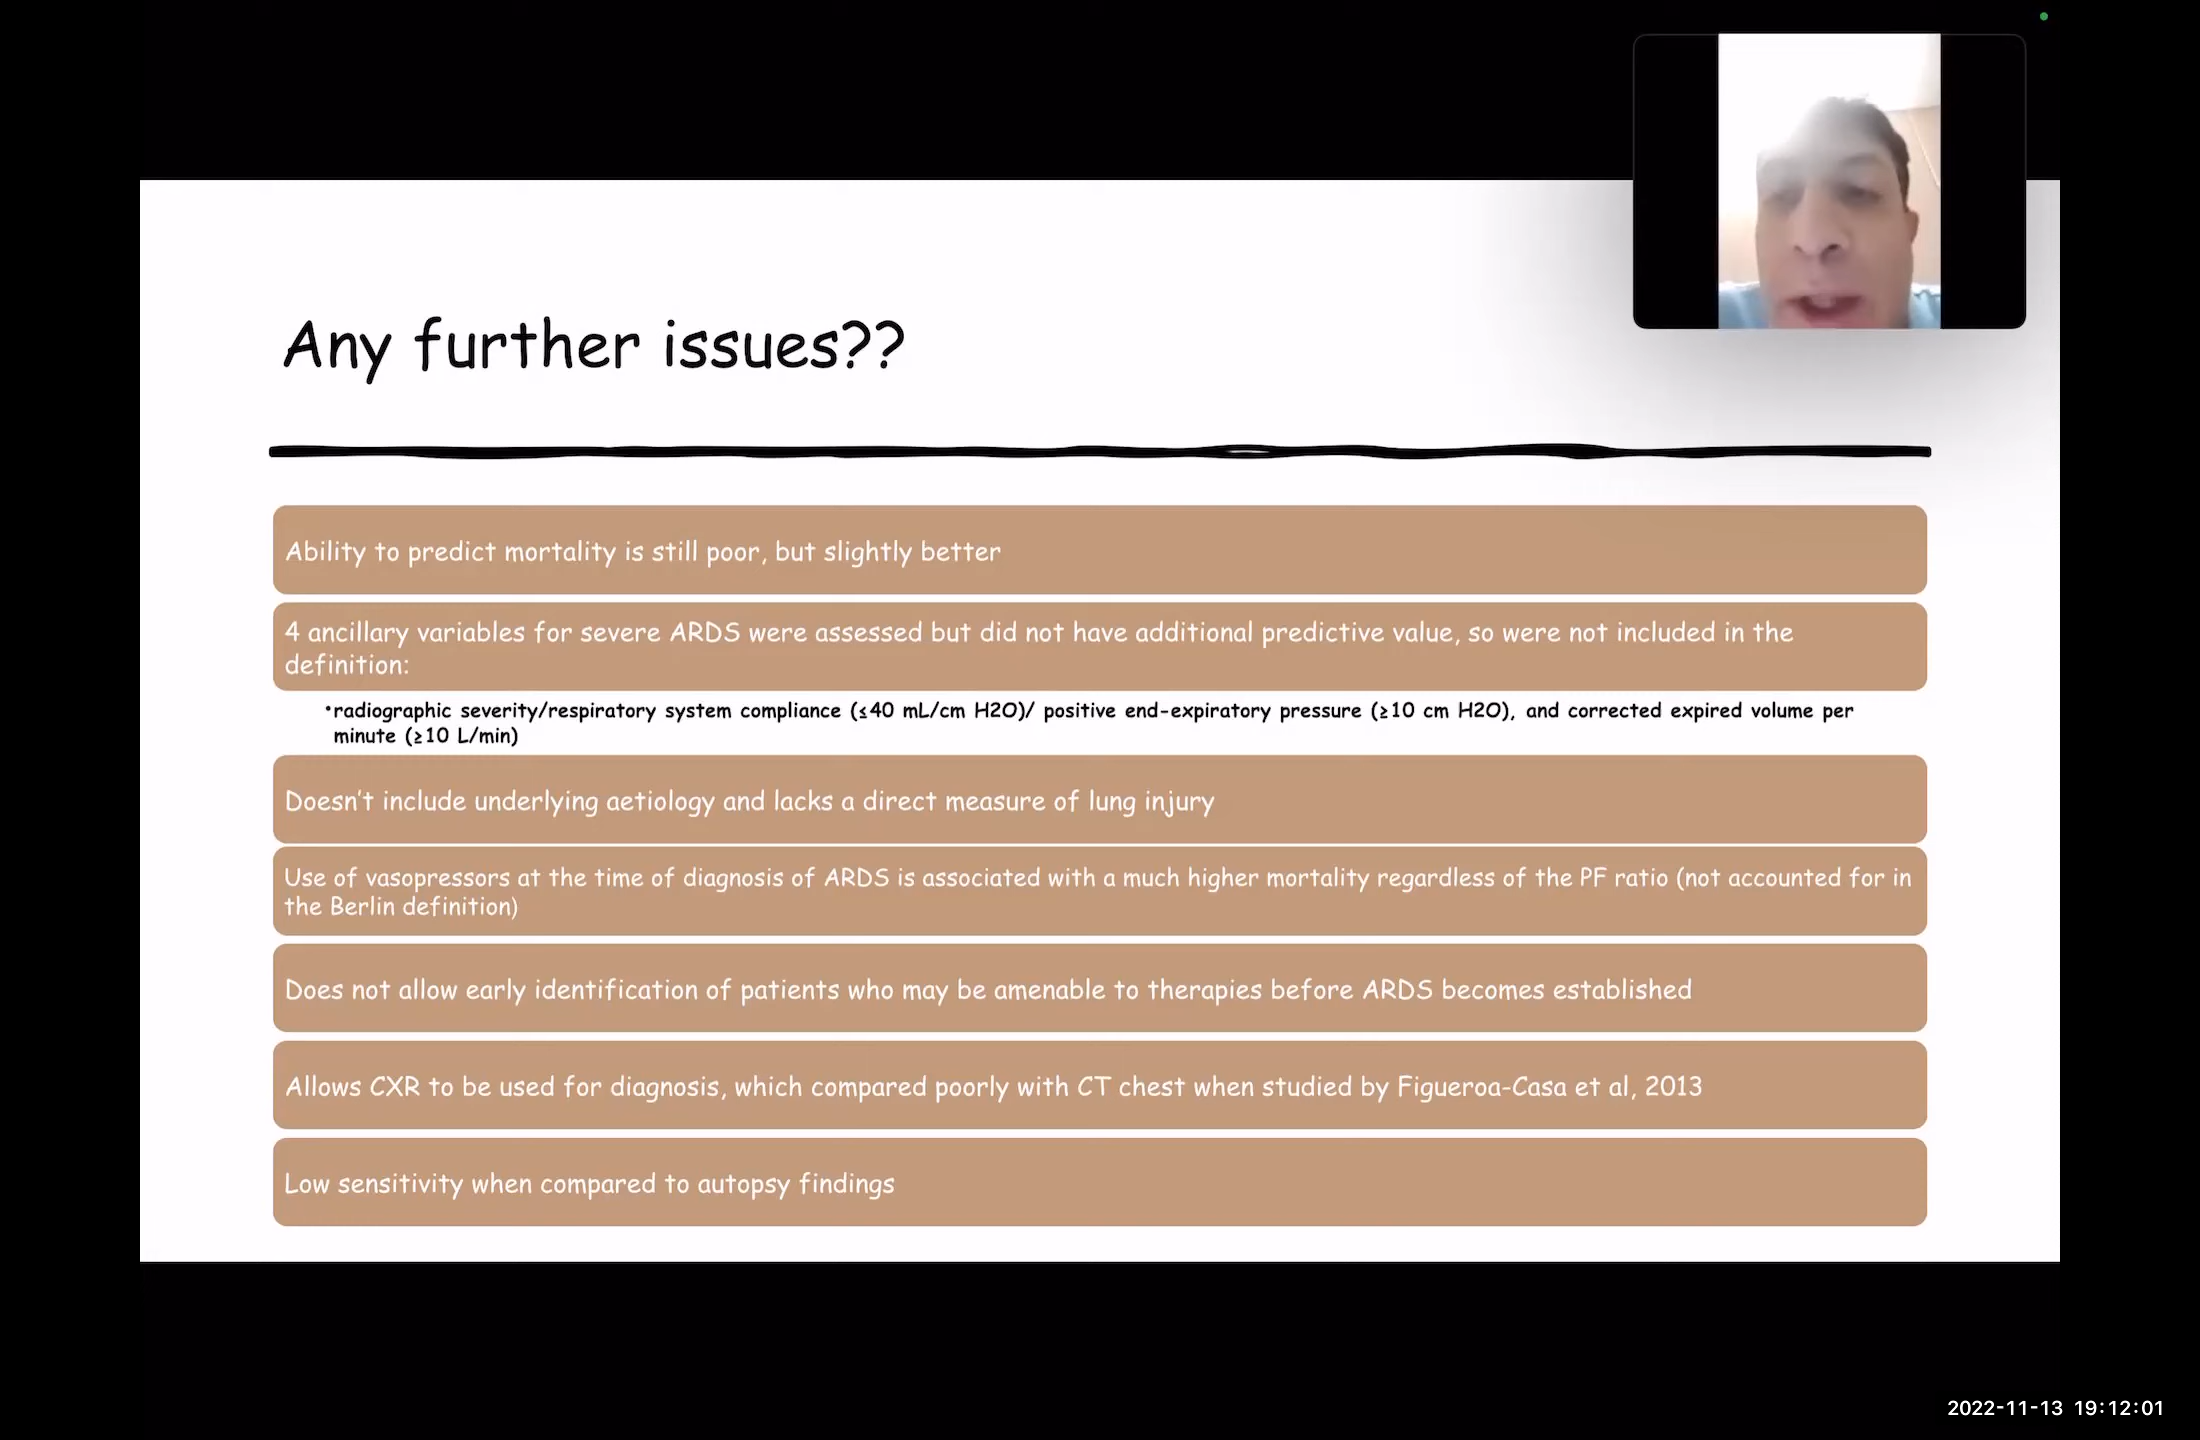 Any further issues??
Ability to predict mortality is still poor, but slightly better
4 ancillary variables for severe ARDS were assessed but did not have additional predictive value, so were not included in the
definition:
•radiographic severity/respiratory system compliance (≤40 mL/cm H2O)/ positive end-expiratory pressure (≥10 cm H2O), and corrected expired volume per
minute (≥10 L/min)
Doesn't include underlying aetiology and lacks a direct measure of lung injury
Use of vasopressors at the time of diagnosis of ARDS is associated with a much higher mortality regardless of the PF ratio (not accounted for in
the Berlin definition)
Does not allow early identification of patients who may be amenable to therapies before ARDS becomes established
Allows CXR to be used for diagnosis, which compared poorly with CT chest when studied by Figueroa-Casa et al, 2013
Low sensitivity when compared to autopsy findings
2022-11-13 19:12:01